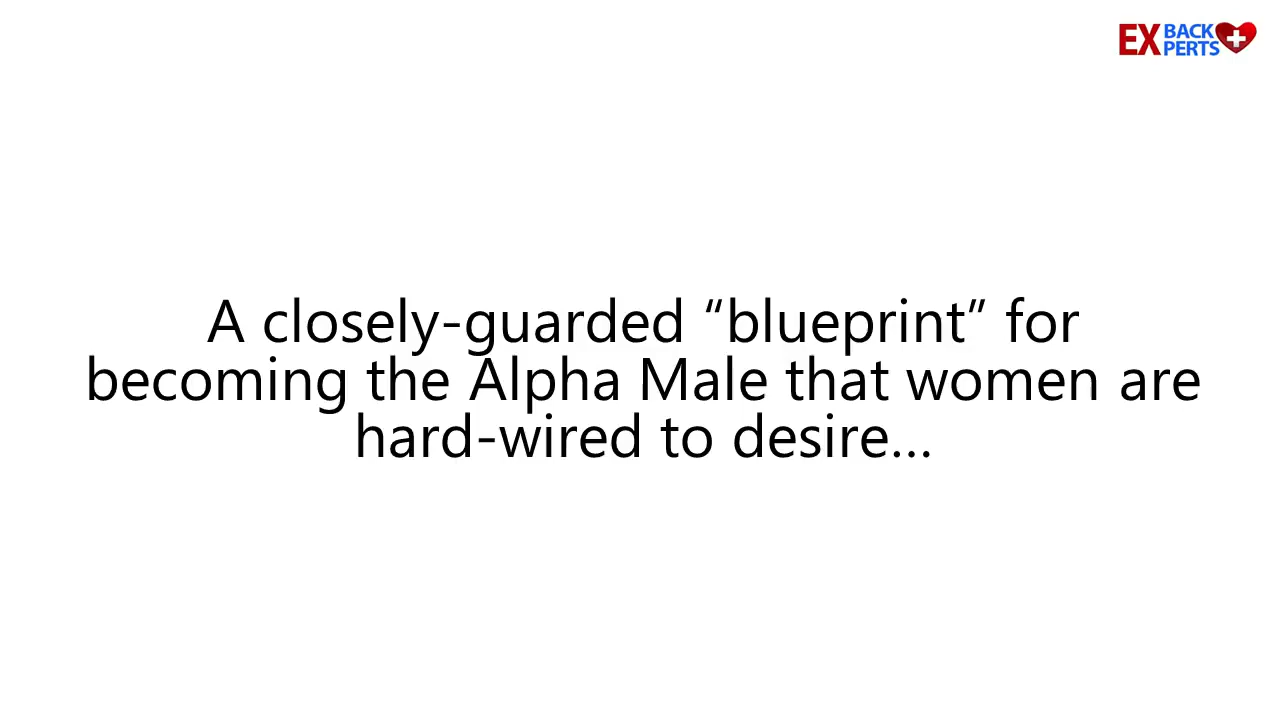 EX BACK
PERTS
A closely-guarded “blueprint” for
becoming the Alpha Male that women are
hard-wired to desire...